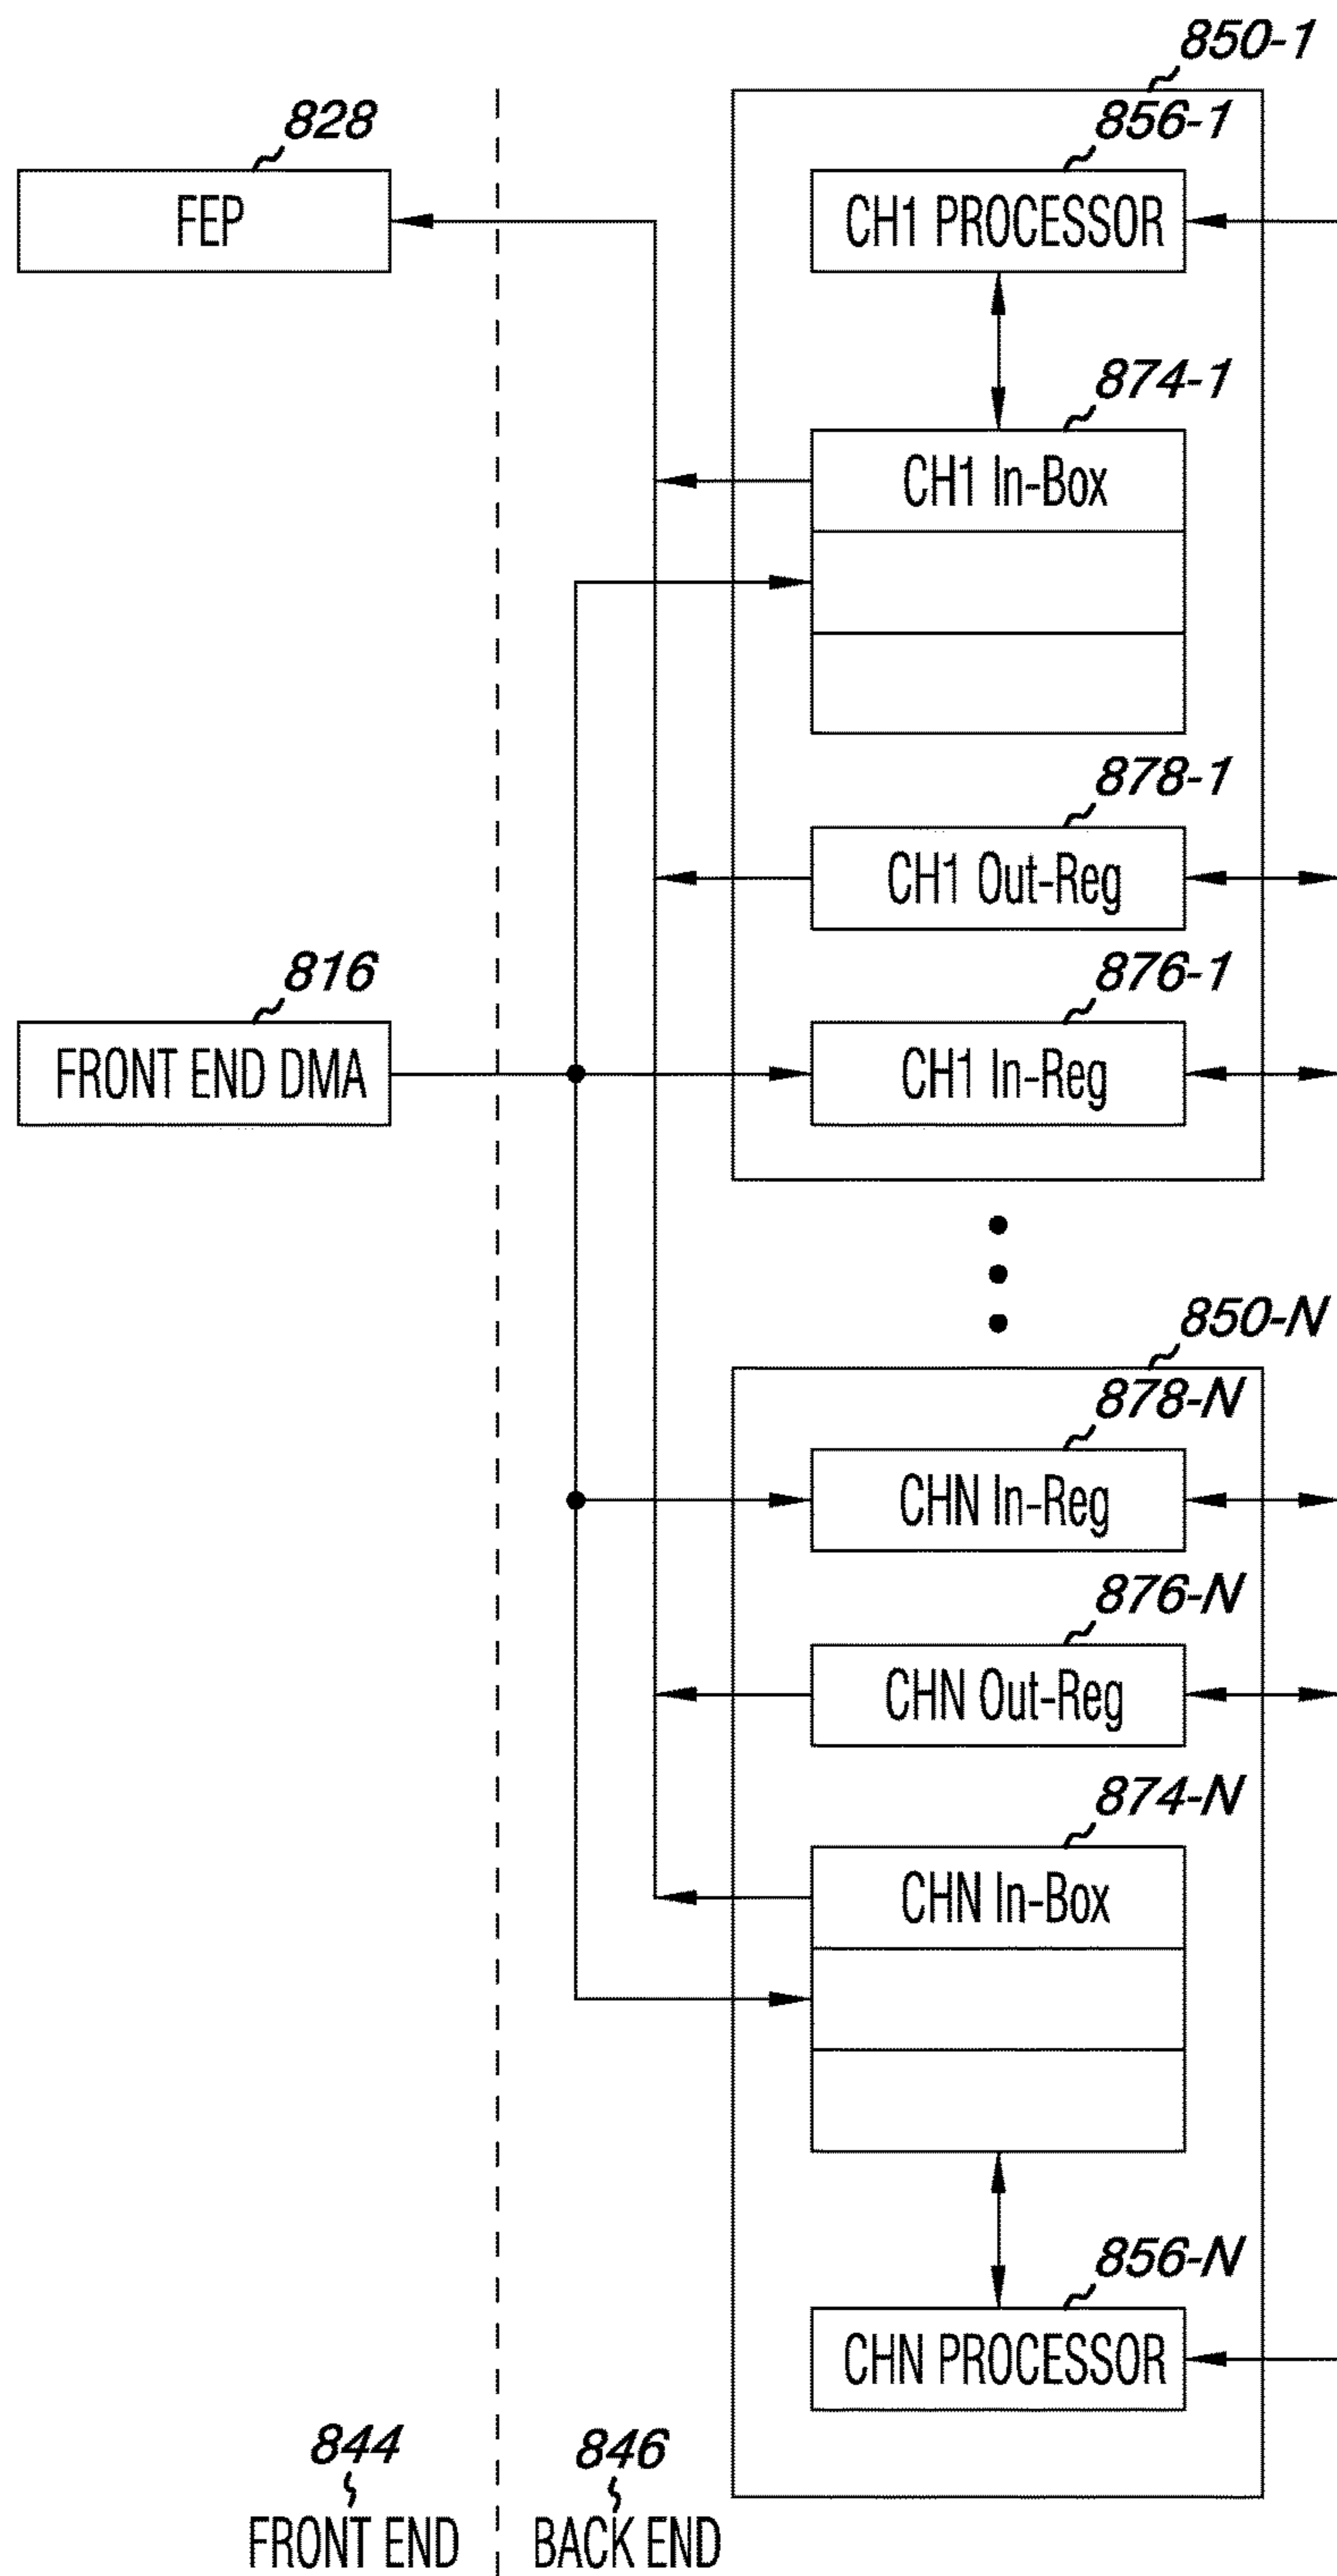 850-1
828
856-1
FEP
CH1 PROCESSOR
874-1
CH1 In-Box
878-1
CH1 Out-Reg
816
876-1
FRONT END DMA
CH1 In-Reg
850-N
878-N
CHN In-Reg
876-N
CHN Out-Reg
874-N
CHN In-Box
856-N
CHN PROCESSOR
844
846
FRONT END
BACK END